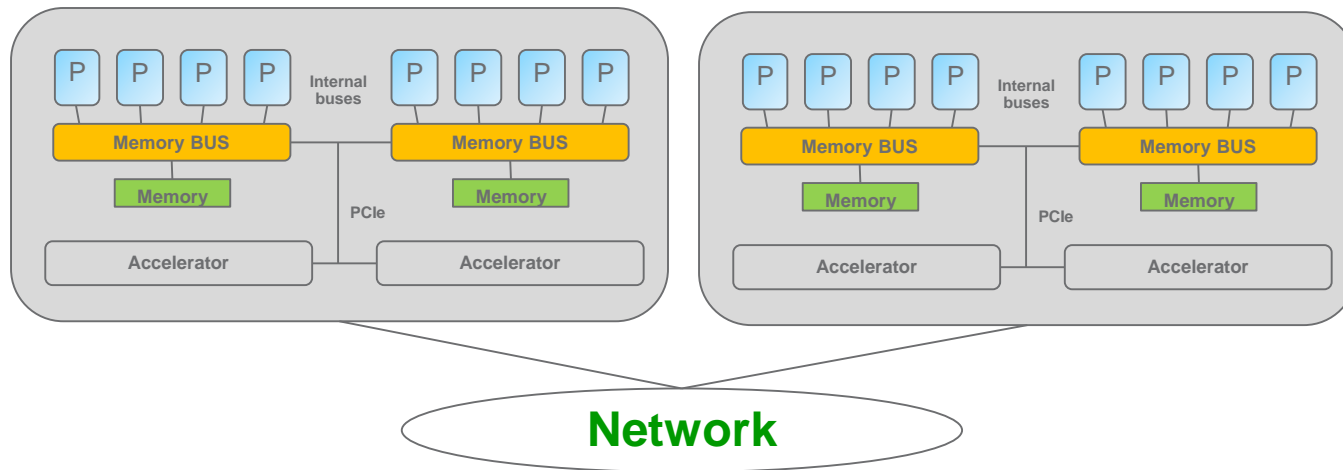 P P P P
Internal
buses
P P P P
Memory BUS
Memory BUS
Memory
Memory
PCIe
Accelerator
Accelerator
P P P P
Internal
buses
P P P P
Memory BUS
Memory BUS
Memory
Memory
PCIe
Accelerator
Accelerator
Network